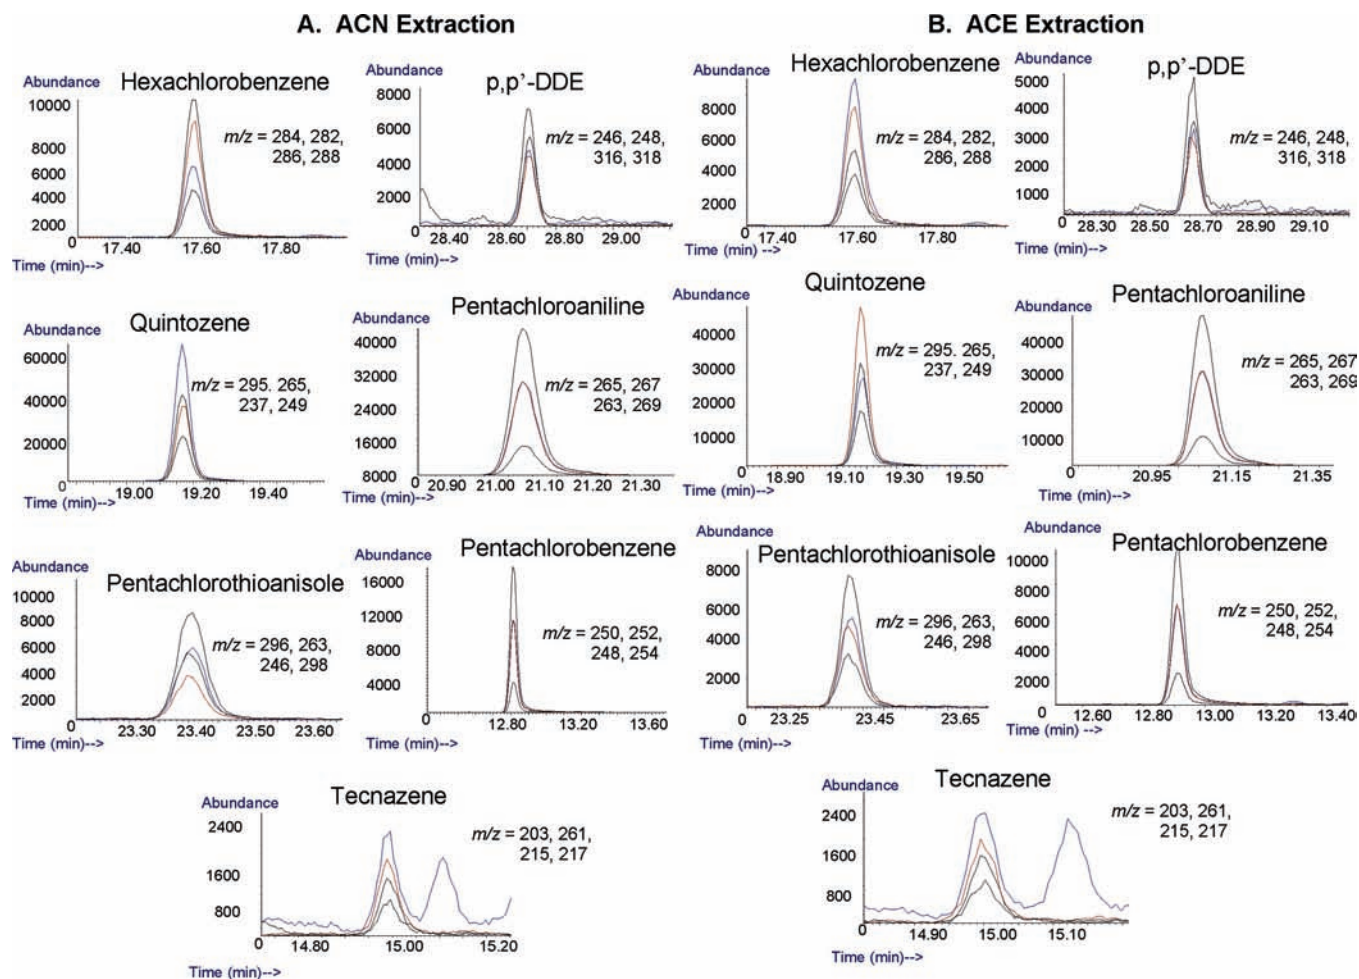 A. ACN Extraction
B. ACE Extraction
Abundance
Hexachlorobenzene
10000
8000
6000
4000
2000
m/z = 284, 282,
286, 288
17.40 17.60 17.80
Time (min)-->
Abundance
p,p’-DDE
8000
6000
4000
2000
0
m/z = 246, 248,
316, 318
28.40 28.60 28.80 29.00
Time (min)-->
Abundance
Hexachlorobenzene
8000
6000
4000
2000
m/z = 284, 282,
286, 288
17.40 17.60 17.80
Time (min)-->
Abundance
p,p’-DDE
5000
4000
3000
2000
1000
m/z = 246, 248,
316, 318
28.30 28.50 28.70 28.90 29.10
Time (min)-->
Abundance
Quintozene
60000
40000
20000
0
m/z = 295. 265,
237, 249
19.00 19.20 19.40
Time (min)-->
Abundance
Pentachloroaniline
40000
32000
24000
16000
8000
m/z = 265, 267
263, 269
0 20.90 21.00 21.10 21.20 21.30
Time (min)-->
Abundance
Quintozene
40000
30000
20000
10000
0
m/z = 295. 265,
237, 249
18.90 19.10 19.30 19.50
Time (min)-->
Abundance
Pentachloroaniline
40000
30000
20000
10000
m/z = 265, 267
263, 269
0 20.95 21.15 21.35
Time (min)-->
Abundance
Pentachlorothioanisole
10000
8000
6000
4000
2000
m/z = 296, 263,
246, 298
0 23.30 23.40 23.50 23.60
Time (min)-->
Abundance
Pentachlorobenzene
16000
12000
8000
4000
m/z = 250, 252,
248, 254
0 12.80 13.20 13.60
Time (min)-->
Abundance
Pentachlorothioanisole
8000
6000
4000
2000
m/z = 296, 263,
246, 298
0 23.25 23.45 23.65
Time (min)-->
Abundance
Pentachlorobenzene
10000
8000
6000
4000
2000
0
m/z = 250, 252,
248, 254
12.60 12.80 13.00 13.20 13.40
Time (min)-->
Abundance
Tecnazene
2400
1600
800
m/z = 203, 261,
215, 217
0 14.80 15.00 15.20
Time (min)-->
Abundance
Tecnazene
2400
1600
800
m/z = 203, 261,
215, 217
0 14.90 15.00 15.10
Time (min)-->